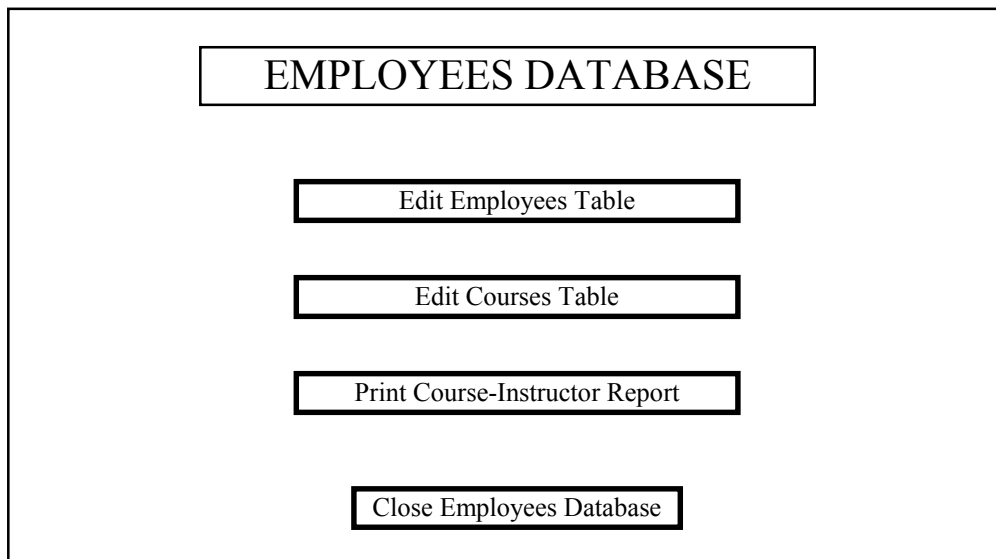 EMPLOYEES DATABASE
Edit Employees Table
Edit Courses Table
Print Course-Instructor Report
Close Employees Database